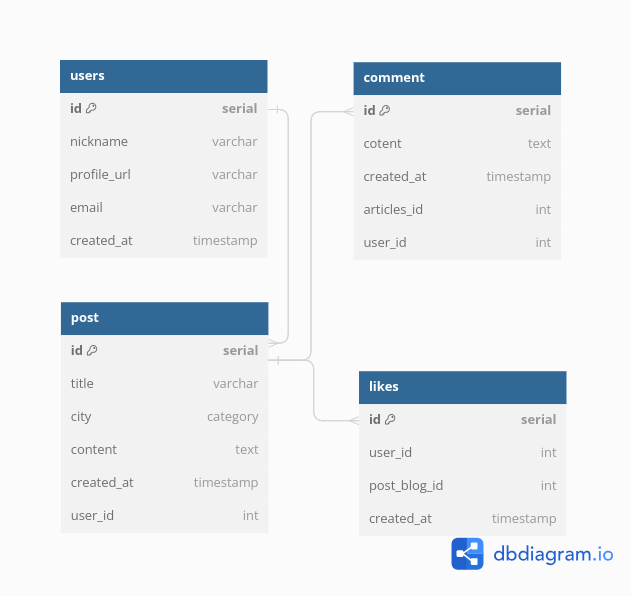 users
id serial
nickname varchar
profile_url varchar
email varchar
created_at timestamp
comment
id serial
cotent text
created_at timestamp
articles_id int
user_id int
post
id serial
title varchar
city category
content text
created_at timestamp
user_id int
likes
id serial
user_id int
post_blog_id int
created_at timestamp
dbdiagram.io